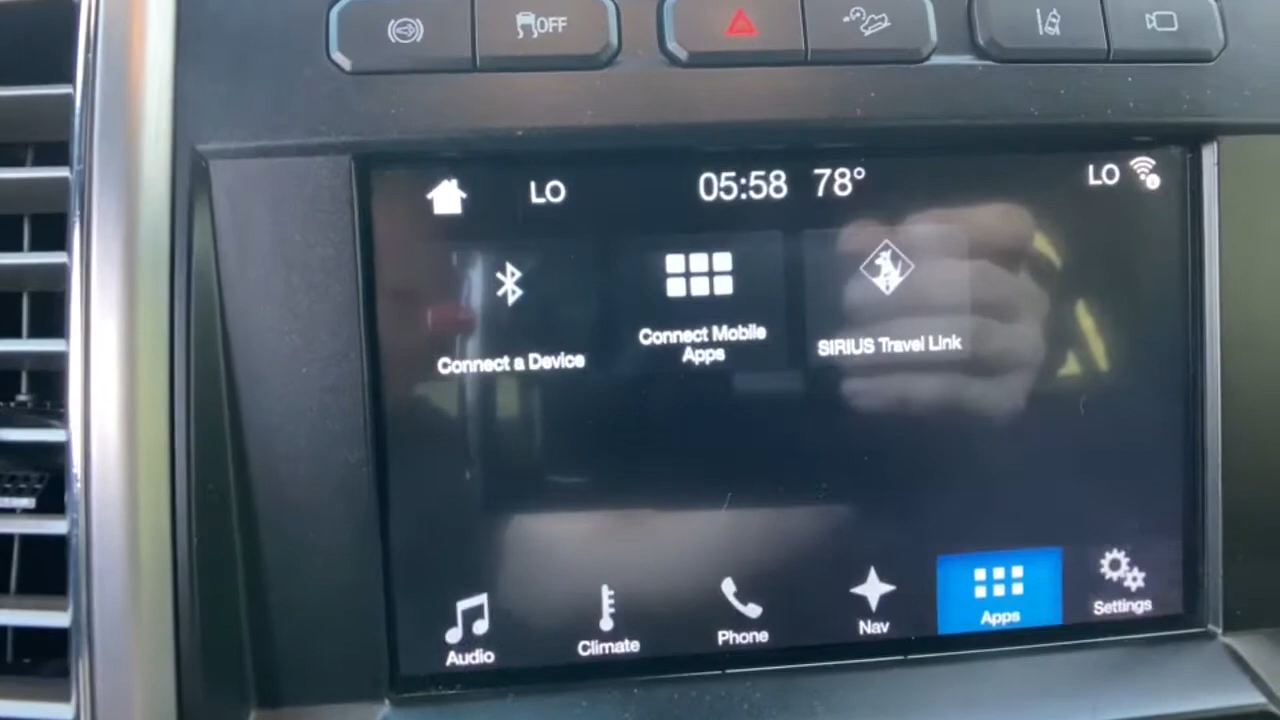 OFF
LO 05:58 78° LO
Connect a Device
Connect Mobile
Apps
SIRIUS Travel Link
Audio Climate Phone Nav Apps Settings